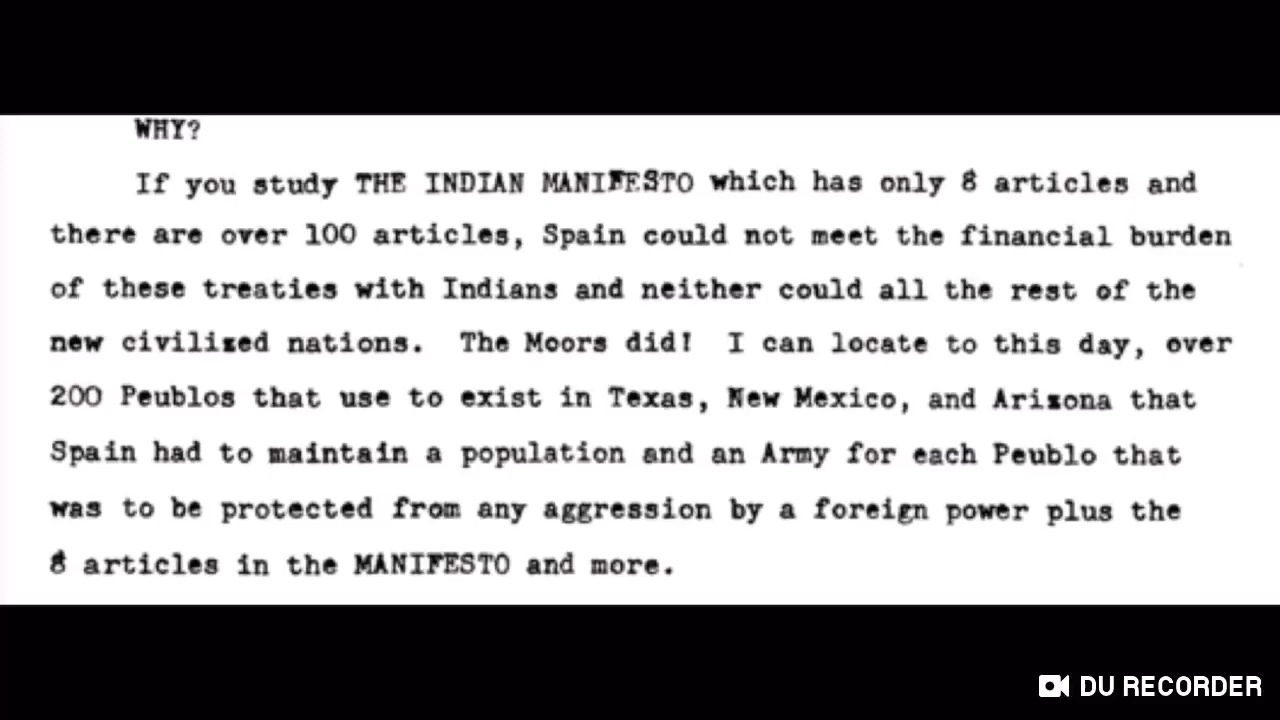 WHY?
If you study THE INDIAN MANIFESTO which has only 8 articles and
there are over 100 articles, Spain could not meet the financial burden
of these treaties with Indians and neither could all the rest of the
new civilized nations. The Moors did! I can locate to this day, over
200 Peublos that use to exist in Texas, New Mexico, and Arizona that
Spain had to maintain a population and an Army for each Peublo that
was to be protected from any aggression by a foreign power plus the
8 articles in the MANIFESTO and more.
DU RECORDER